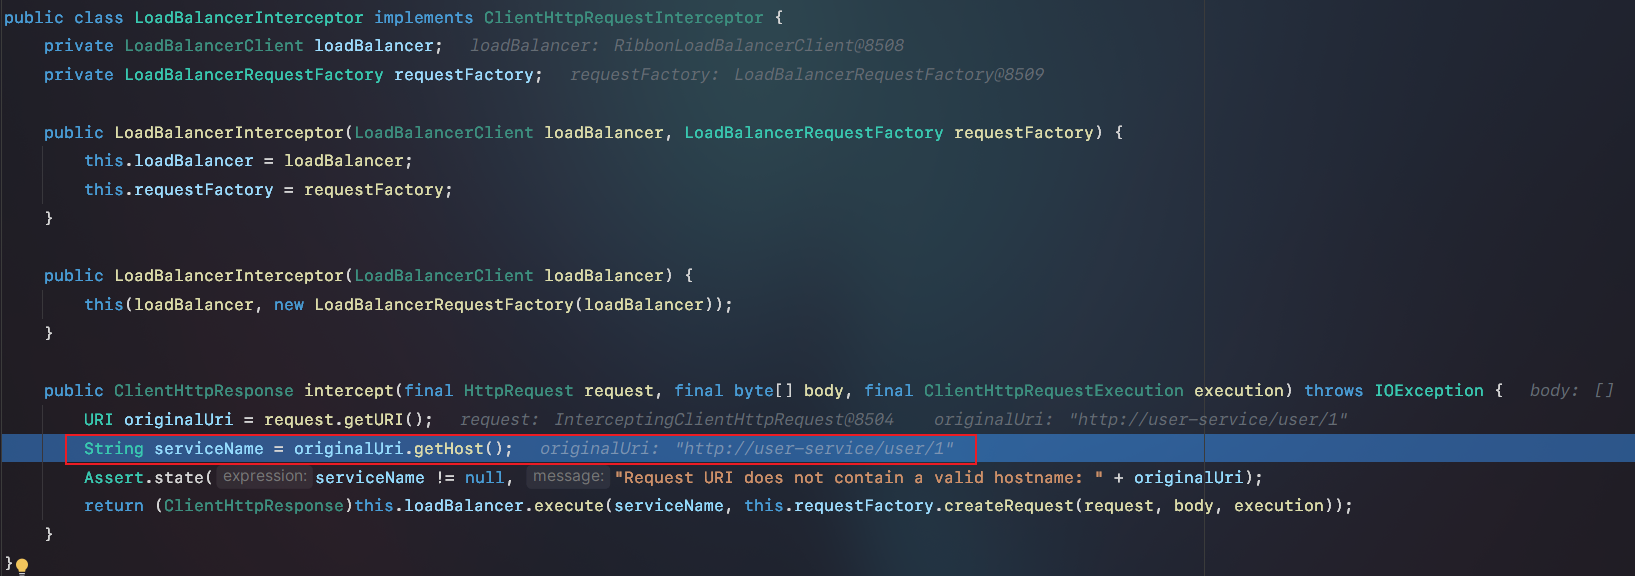 public class LoadBalancerInterceptor implements ClientHttpRequestInterceptor {
private LoadBalancerClient loadBalancer; loadBalancer: RibbonLoadBalancerClient@8508
private LoadBalancerRequestFactory requestFactory; requestFactory: LoadBalancerRequestFactory@8509
public LoadBalancerInterceptor(LoadBalancerClient loadBalancer, LoadBalancerRequestFactory requestFactory) {
this.loadBalancer = loadBalancer;
this.requestFactory = requestFactory;
}
public LoadBalancerInterceptor(LoadBalancerClient loadBalancer) {
this(loadBalancer, new LoadBalancerRequestFactory(loadBalancer));
}
public ClientHttpResponse intercept(final HttpRequest request, final byte[] body, final ClientHttpRequestExecution execution) throws IOException { body: []
URI originalUri = request.getURI(); request: InterceptingClientHttpRequest@8504 originalUri: "http://user-service/user/1"
String serviceName = originalUri.getHost(); originalUri: "http://user-service/user/1"
Assert.state( expression: serviceName != null, message: "Request URI does not contain a valid hostname: " + originalUri);
return (ClientHttpResponse)this.loadBalancer.execute(serviceName, this.requestFactory.createRequest(request, body, execution));
}
}